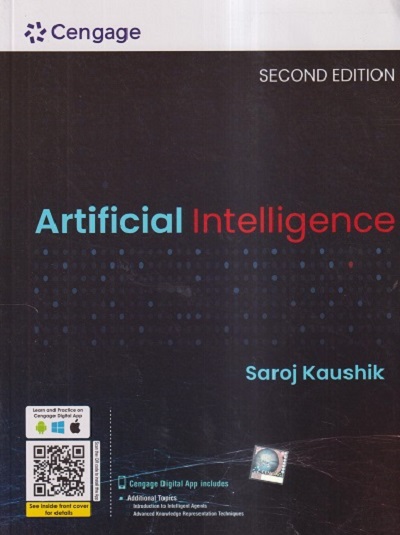 Cengage
SECOND EDITION
Artificial Intelligence
Saroj Kaushik
Learn and Practice on
Cengage Digital App
See inside front cover
for details
Cengage Digital App includes
Additional Topics
Introduction to Intelligent Agents
Advanced Knowledge Representation Techniques